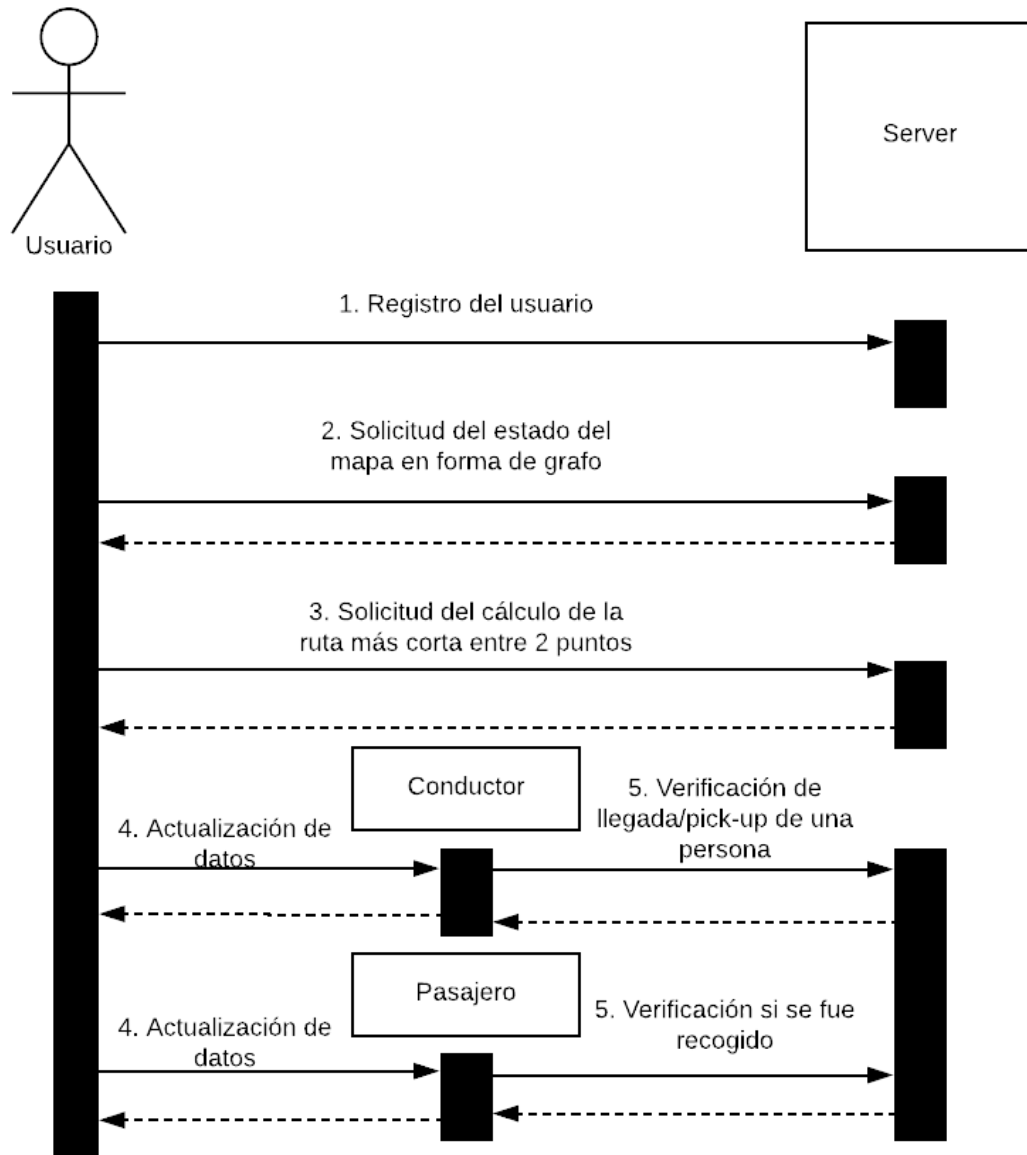 Server
Usuario
1. Registro del usuario
2. Solicitud del estado del
mapa en forma de grafo
3. Solicitud del cálculo de la
ruta más corta entre 2 puntos
Conductor
4. Actualización de
datos
5. Verificación de
llegada/pick-up de una
persona
Pasajero
4. Actualización de
datos
5. Verificación si se fue
recogido